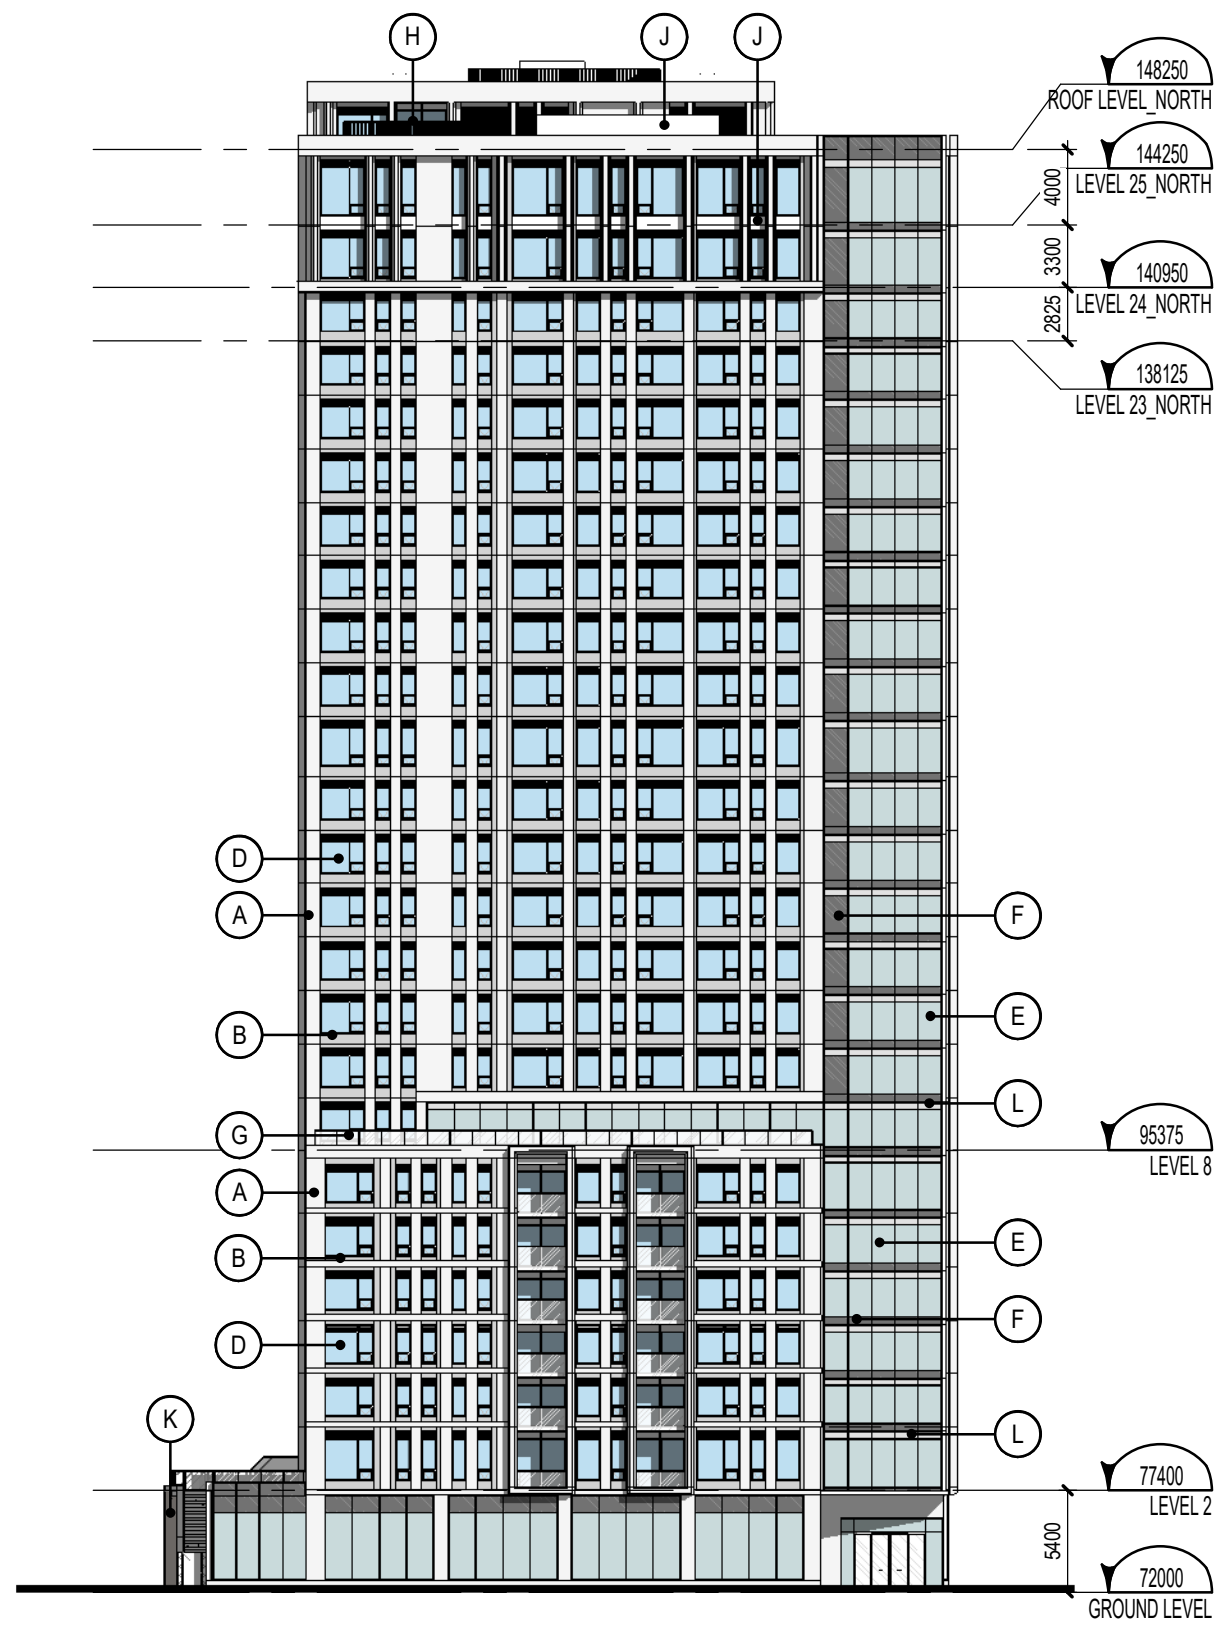 H
J
J
148250
ROOF LEVEL_NORTH
144250
LEVEL 25_NORTH
4000
3300
140950
LEVEL 24_NORTH
2825
138125
LEVEL 23_NORTH
D
A
F
B
E
L
G
95375
LEVEL 8
A
B
E
F
D
K
L
77400
LEVEL 2
5400
72000
GROUND LEVEL